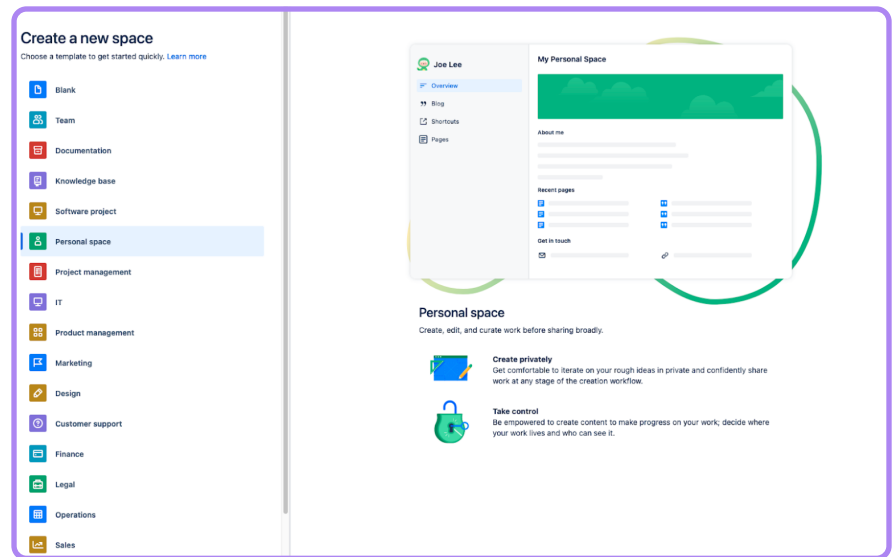 Create a new space
Choose a template to get started quickly. Learn more
Blank
Team
Documentation
Knowledge base
Software project
Personal space
Project management
IT
Product management
Marketing
Design
Customer support
Finance
Legal
Operations
Sales
Joe Lee
Overview
Blog
Shortcuts
Pages
My Personal Space
About me
Recent pages
Get in touch
Personal space
Create, edit, and curate work before sharing broadly.
Create privately
Get comfortable to iterate on your rough ideas in private and confidently share
work at any stage of the creation workflow.
Take control
Be empowered to create content to make progress on your work; decide where
your work lives and who can see it.